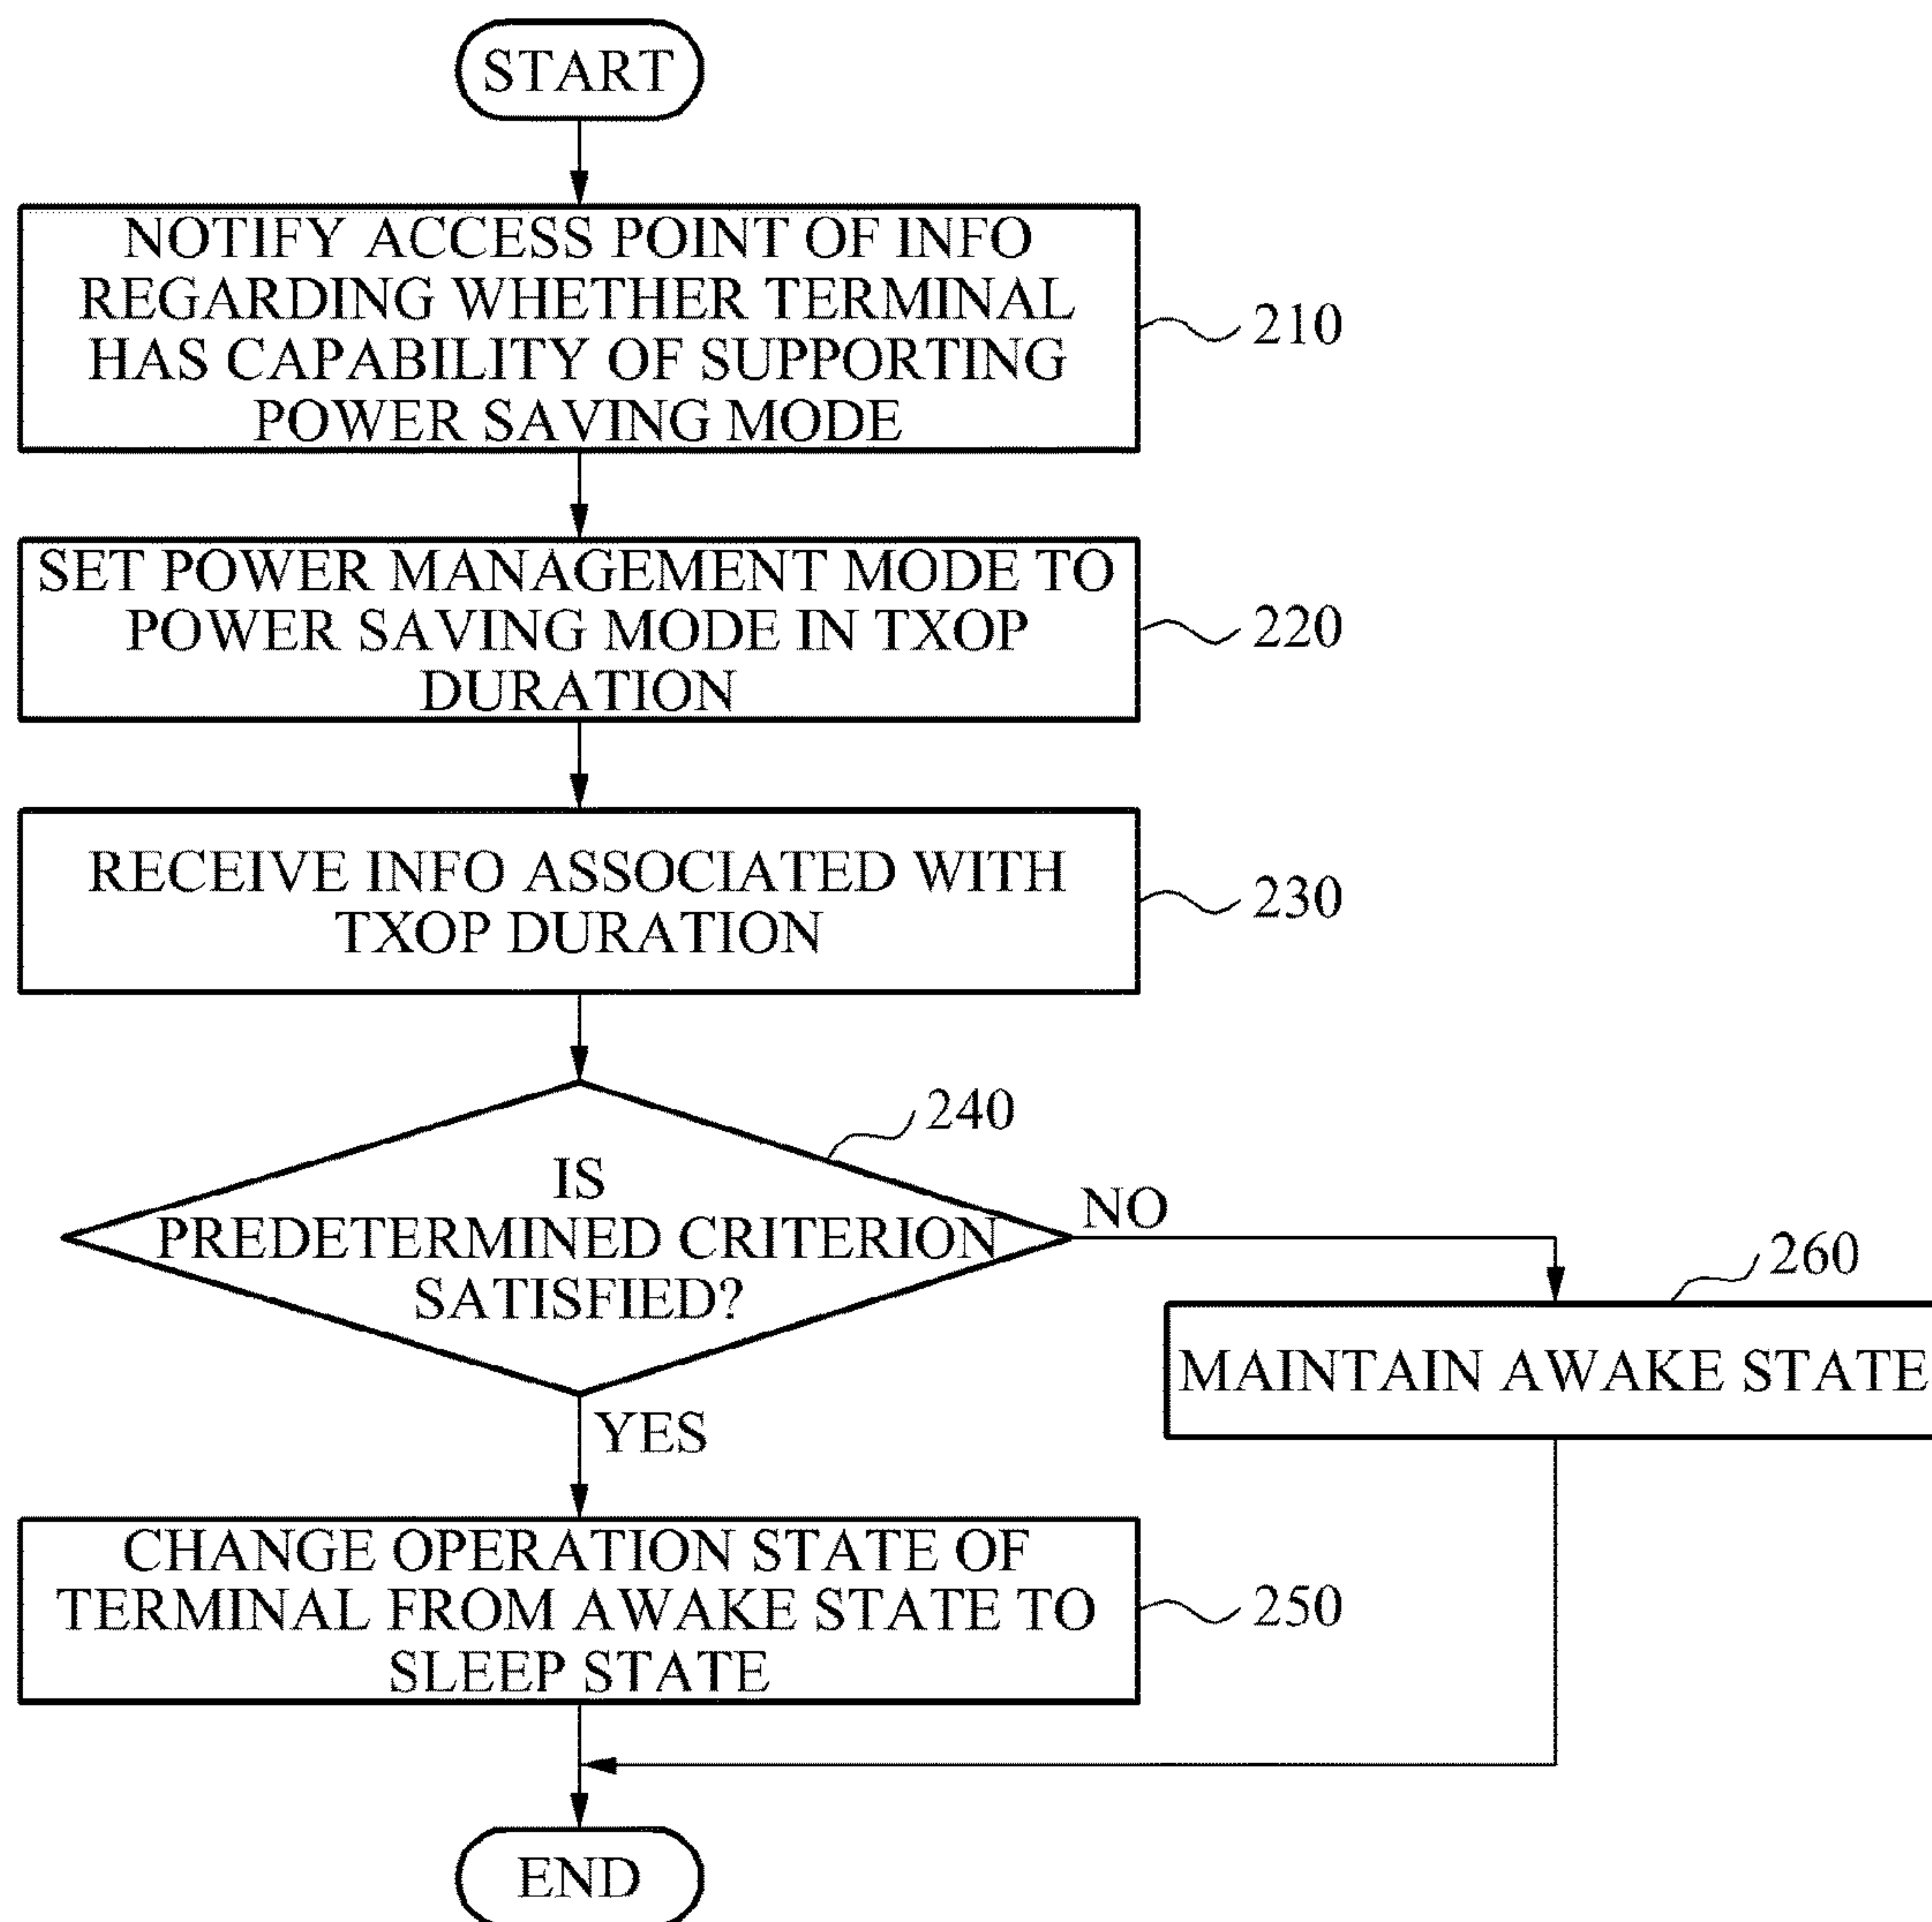 START
NOTIFY ACCESS POINT OF INFO
REGARDING WHETHER TERMINAL
HAS CAPABILITY OF SUPPORTING
POWER SAVING MODE
210
SET POWER MANAGEMENT MODE TO
POWER SAVING MODE IN TXOP
DURATION
220
RECEIVE INFO ASSOCIATED WITH
TXOP DURATION
230
240
IS
PREDETERMINED CRITERION
SATISFIED?
NO
260
MAINTAIN AWAKE STATE
YES
CHANGE OPERATION STATE OF
TERMINAL FROM AWAKE STATE TO
SLEEP STATE
250
END